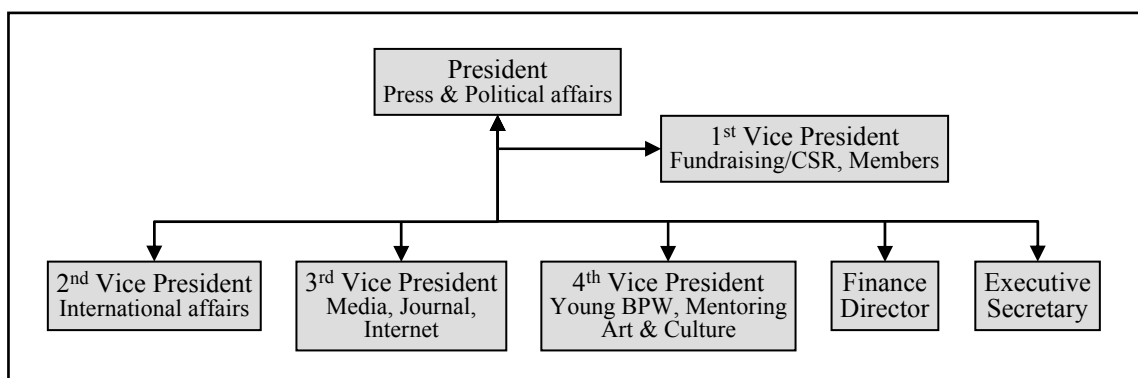 President
Press & Political affairs
1st Vice President
Fundraising/CSR, Members
2nd Vice President
International affairs
3rd Vice President
Media, Journal,
Internet
4th Vice President
Young BPW, Mentoring
Art & Culture
Finance
Director
Executive
Secretary